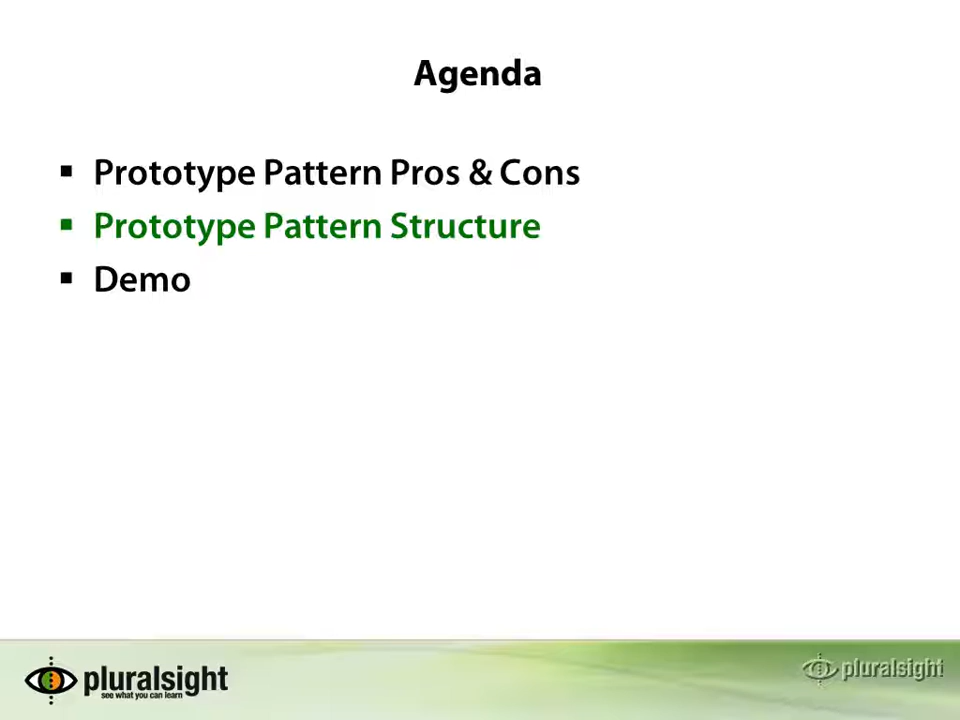 Agenda
▪ Prototype Pattern Pros & Cons
▪ Prototype Pattern Structure
▪ Demo
pluralsight
see what you can learn
pluralsight